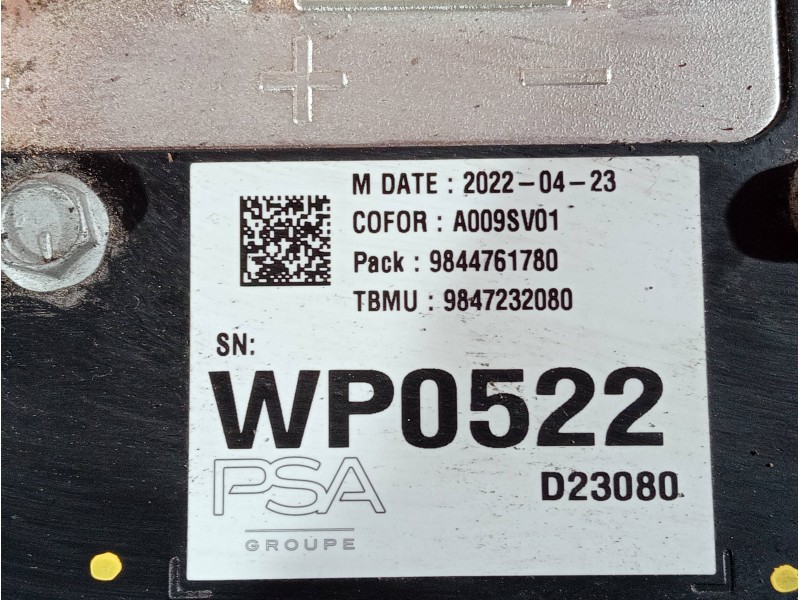 + −
M DATE : 2022-04-23
COFOR : A009SV01
Pack : 9844761780
TBMU : 9847232080
SN:
WP0522
PSA
D23080
GROUPE